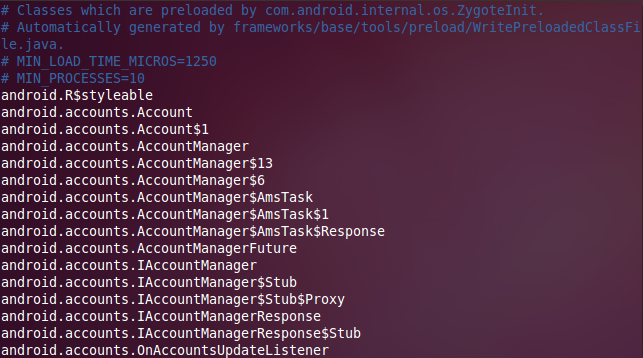 # Classes which are preloaded by com.android.internal.os.ZygoteInit.
# Automatically generated by frameworks/base/tools/preload/WritePreloadedClassFi
le.java.
# MIN_LOAD_TIME_MICROS=1250
# MIN_PROCESSES=10
android.R$styleable
android.accounts.Account
android.accounts.Account$1
android.accounts.AccountManager
android.accounts.AccountManager$13
android.accounts.AccountManager$6
android.accounts.AccountManager$AmsTask
android.accounts.AccountManager$AmsTask$1
android.accounts.AccountManager$AmsTask$Response
android.accounts.AccountManagerFuture
android.accounts.IAccountManager
android.accounts.IAccountManager$Stub
android.accounts.IAccountManager$Stub$Proxy
android.accounts.IAccountManagerResponse
android.accounts.IAccountManagerResponse$Stub
android.accounts.OnAccountsUpdateListener